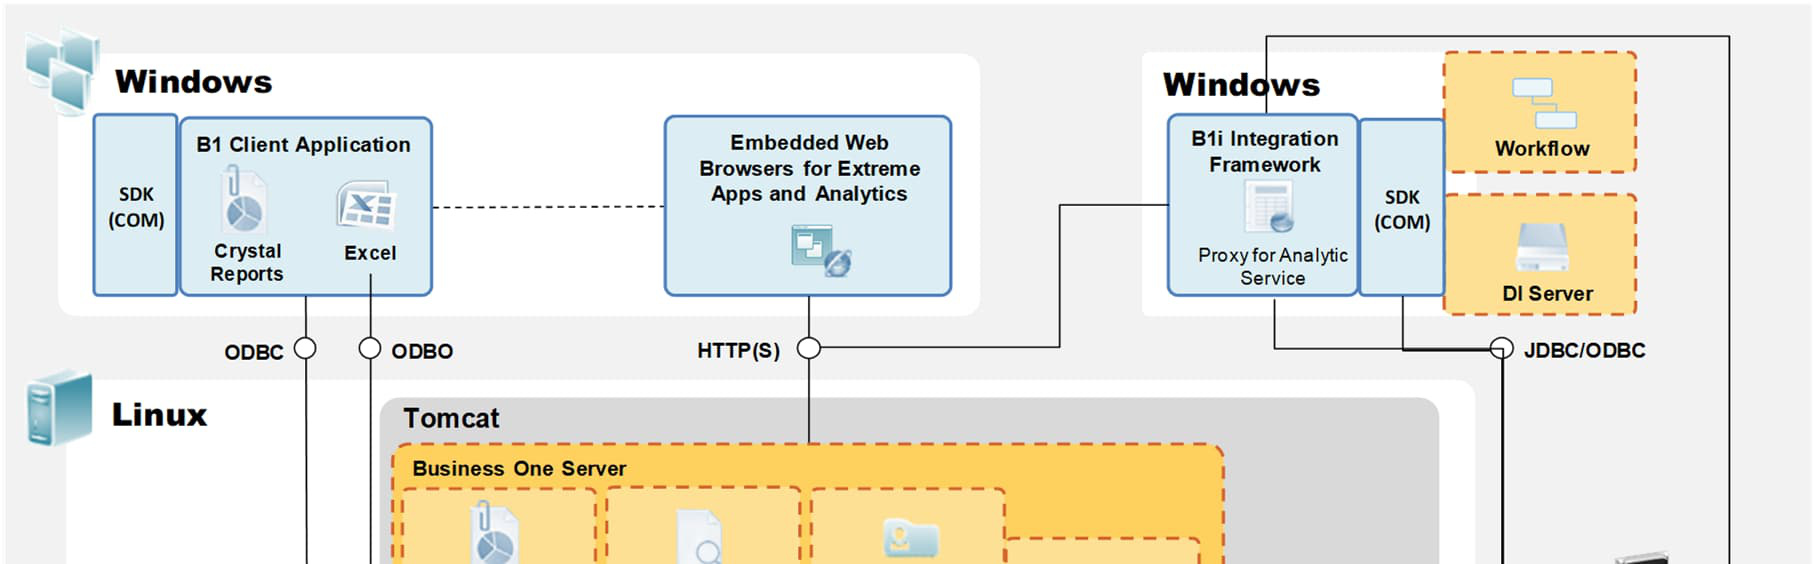 Windows
SDK
(COM)
B1 Client Application
Crystal
Reports
Excel
Embedded Web
Browsers for Extreme
Apps and Analytics
Windows
B1i Integration
Framework
Proxy for Analytic
Service
SDK
(COM)
Workflow
DI Server
ODBC
ODBO
HTTP(S)
JDBC/ODBC
Linux
Tomcat
Business One Server